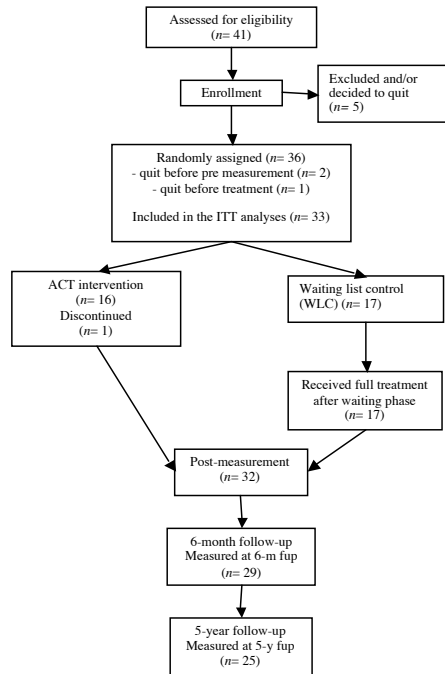 Assessed for eligibility
(n= 41)
Enrollment
Excluded and/or
decided to quit
(n= 5)
Randomly assigned (n= 36)
- quit before pre measurement (n= 2)
- quit before treatment (n= 1)
Included in the ITT analyses (n= 33)
ACT intervention
(n= 16)
Discontinued
(n= 1)
Waiting list control
(WLC) (n= 17)
Received full treatment
after waiting phase
(n= 17)
Post-measurement
(n= 32)
6-month follow-up
Measured at 6-m fup
(n= 29)
5-year follow-up
Measured at 5-y fup
(n= 25)